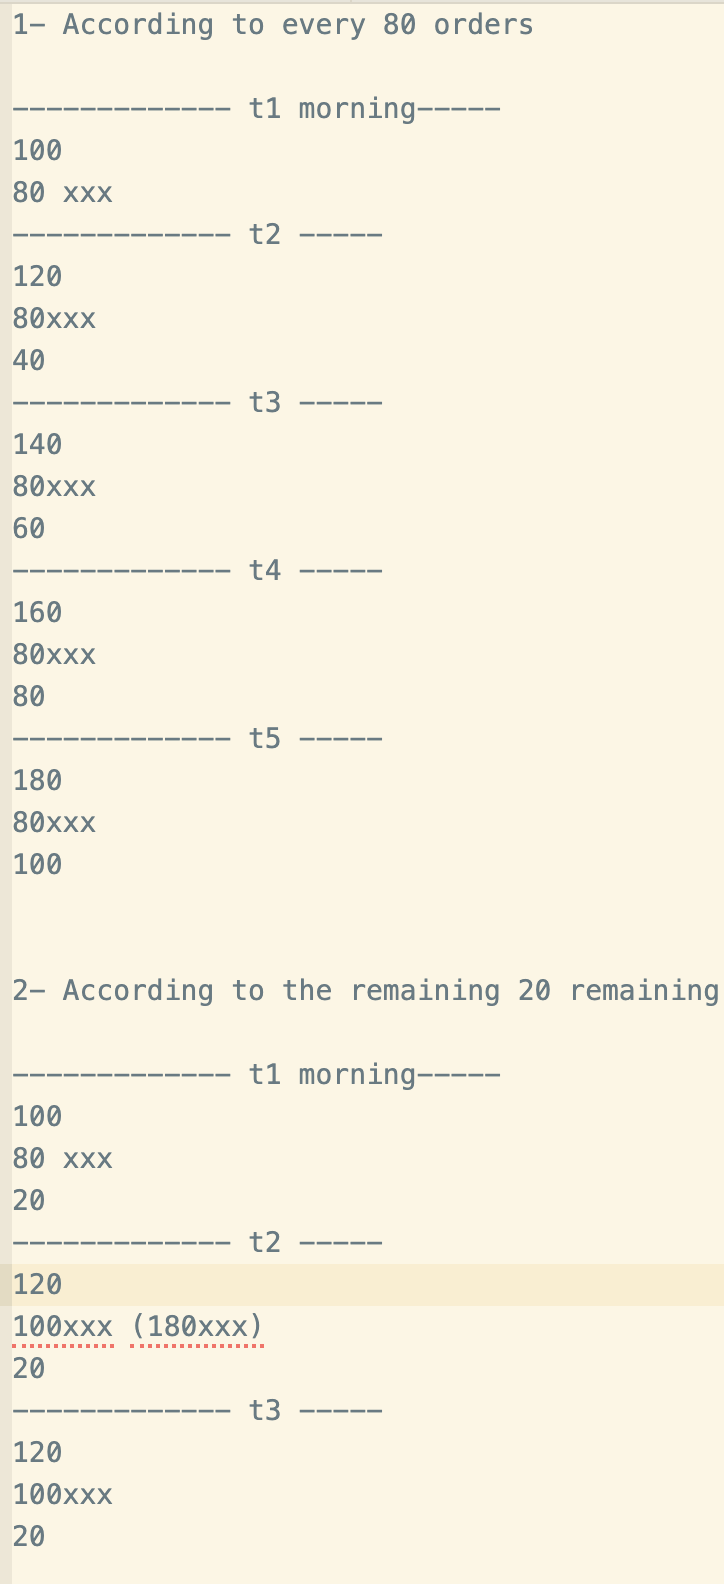 1- According to every 80 orders
------------- t1 morning-----
100
80 xxx
------------- t2 -----
120
80xxx
40
------------- t3 -----
140
80xxx
60
------------- t4 -----
160
80xxx
80
------------- t5 -----
180
80xxx
100
2- According to the remaining 20 remaining
------------- t1 morning-----
100
80 xxx
20
------------- t2 -----
120
100xxx (180xxx)
20
------------- t3 -----
120
100xxx
20